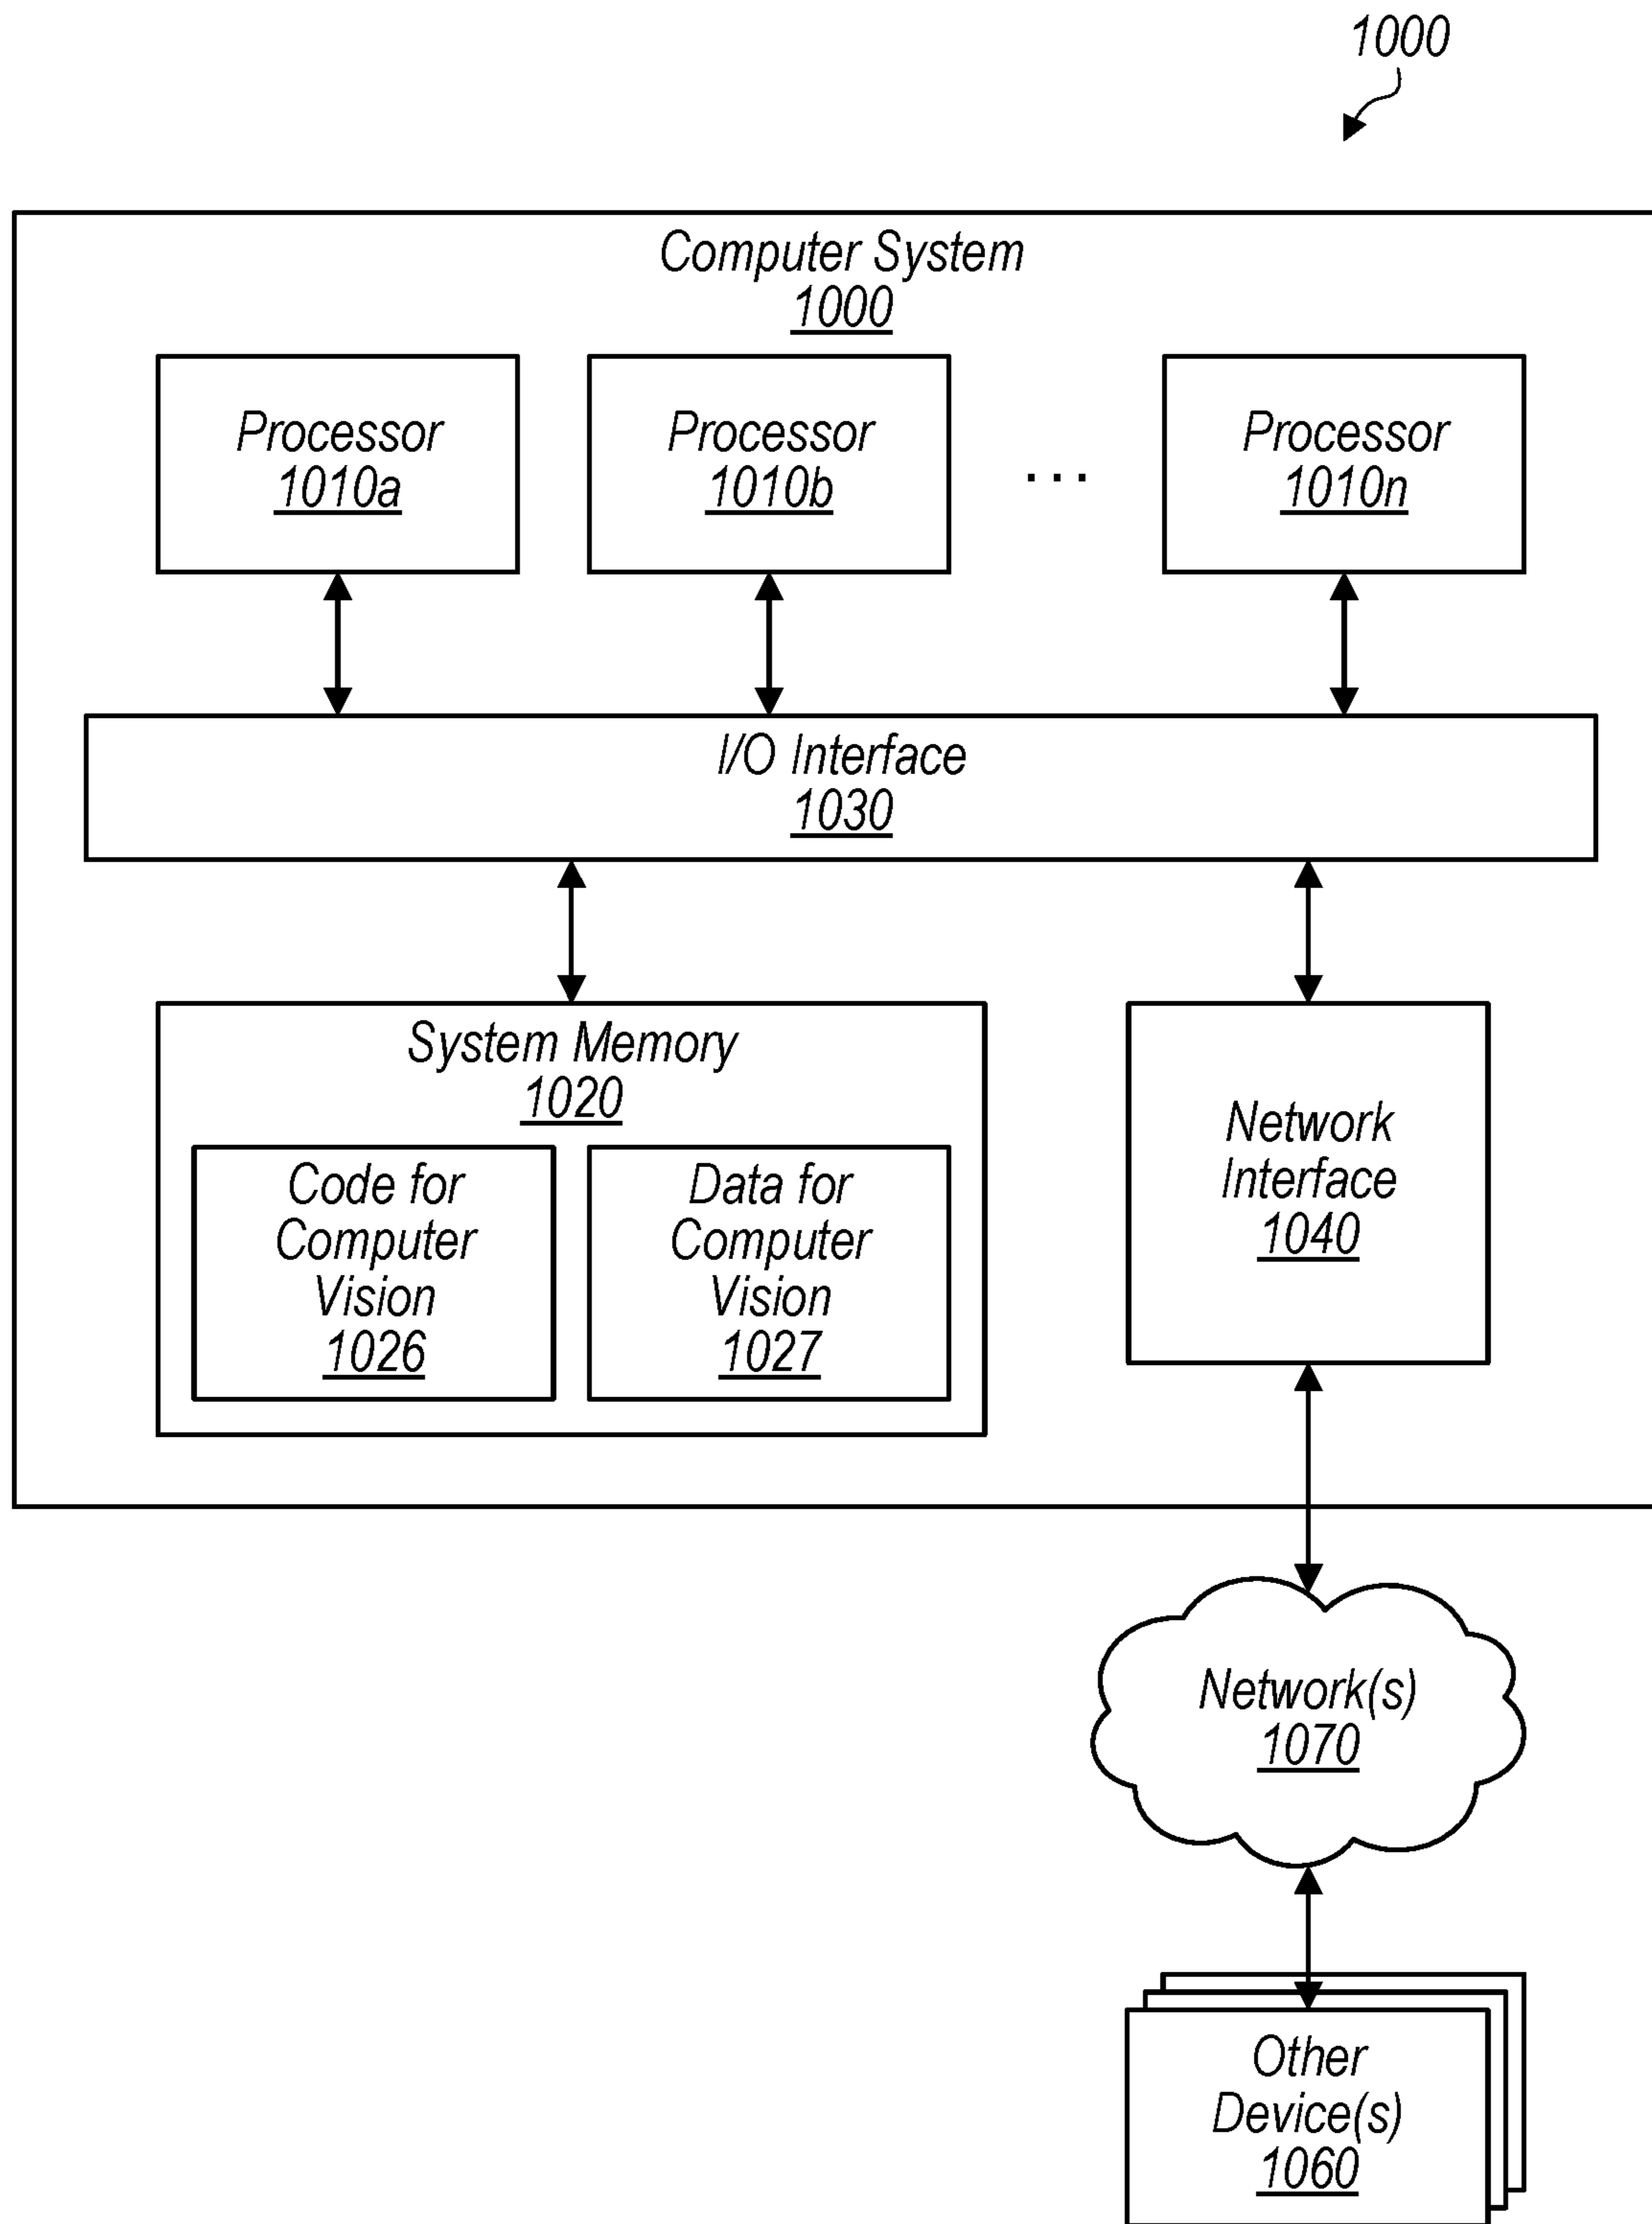 1000
Computer System
1000
Processor
1010a
Processor
1010b
...
Processor
1010n
I/O Interface
1030
System Memory
1020
Code for
Computer
Vision
1026
Data for
Computer
Vision
1027
Network
Interface
1040
Network(s)
1070
Other
Device(s)
1060